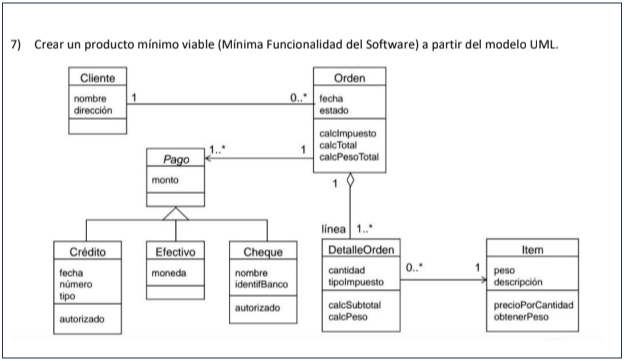 7) Crear un producto mínimo viable (Mínima Funcionalidad del Software) a partir del modelo UML.
Cliente
nombre
dirección
1
0..*
Orden
fecha
estado
calcImpuesto
calcTotal
calcPesoTotal
1..*
1
Pago
monto
1
línea 1..*
Crédito
fecha
número
tipo
autorizado
Efectivo
moneda
Cheque
nombre
identifBanco
autorizado
DetalleOrden
cantidad
tipoImpuesto
calcSubtotal
calcPeso
0..*
1
Item
peso
descripción
precioPorCantidad
obtenerPeso